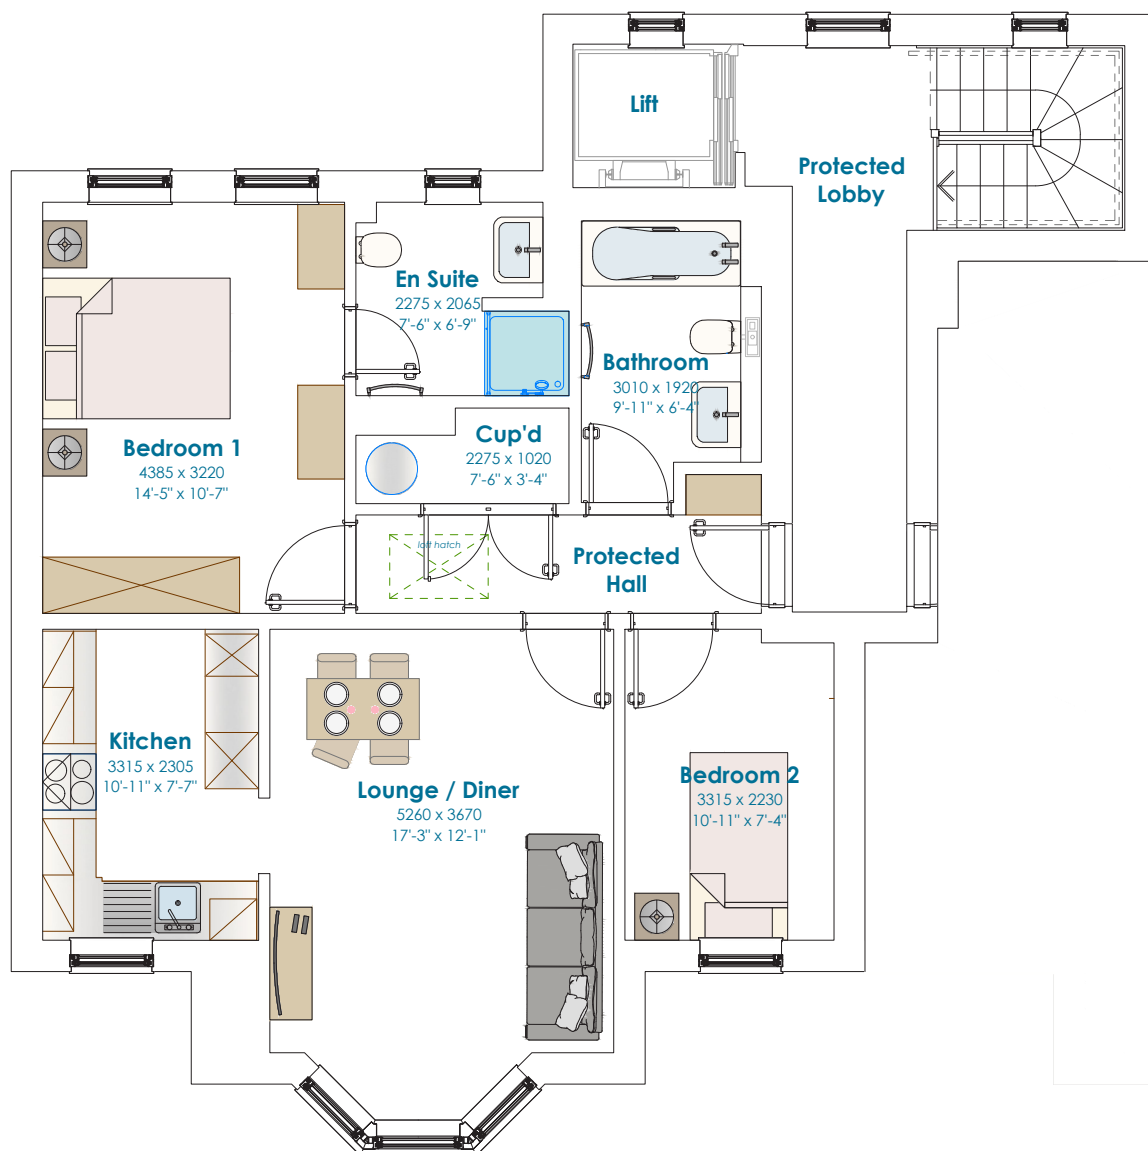 Lift
Protected
Lobby
En Suite
2275 x 2065
7'-6" x 6'-9"
Bathroom
3010 x 1920
9'-11" x 6'-4"
Bedroom 1
4385 x 3220
14'-5" x 10'-7"
Cup'd
2275 x 1020
7'-6" x 3'-4"
loft hatch
Protected
Hall
Kitchen
3315 x 2305
10'-11" x 7'-7"
Lounge / Diner
5260 x 3670
17'-3" x 12'-1"
Bedroom 2
3315 x 2230
10'-11" x 7'-4"